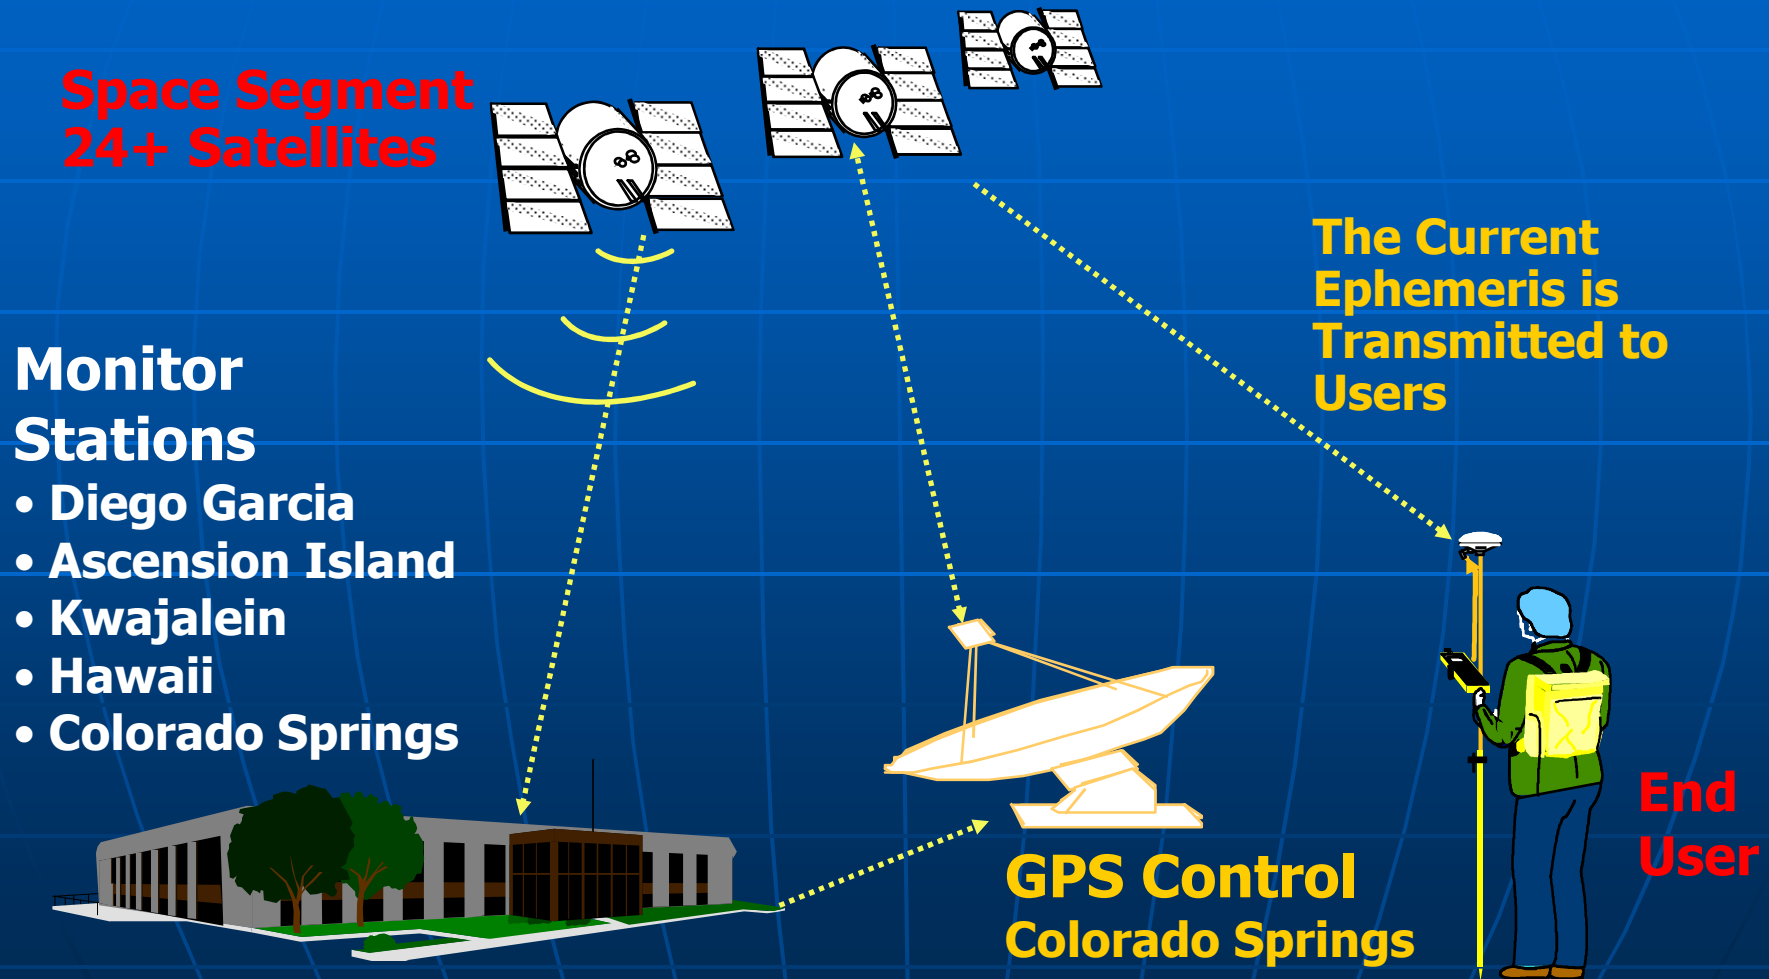 Space Segment
24+ Satellites
The Current
Ephemeris is
Transmitted to
Users
Monitor
Stations
• Diego Garcia
• Ascension Island
• Kwajalein
• Hawaii
• Colorado Springs
GPS Control
Colorado Springs
End
User